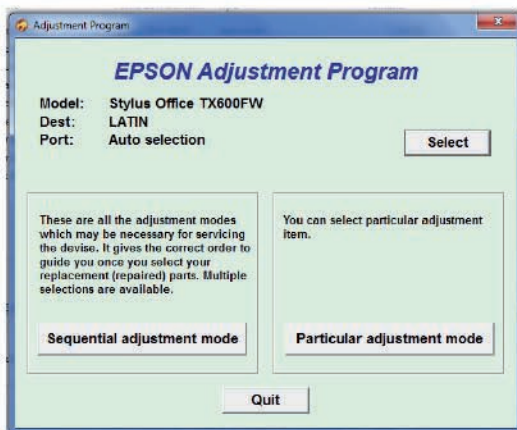 Adjustment Program
EPSON Adjustment Program
Model: Stylus Office TX600FW
Dest: LATIN
Port: Auto selection
Select
These are all the adjustment modes
which may be necessary for servicing
the devise. It gives the correct order to
guide you once you select your
replacement (repaired) parts. Multiple
selections are available.
Sequential adjustment mode
You can select particular adjustment
item.
Particular adjustment mode
Quit